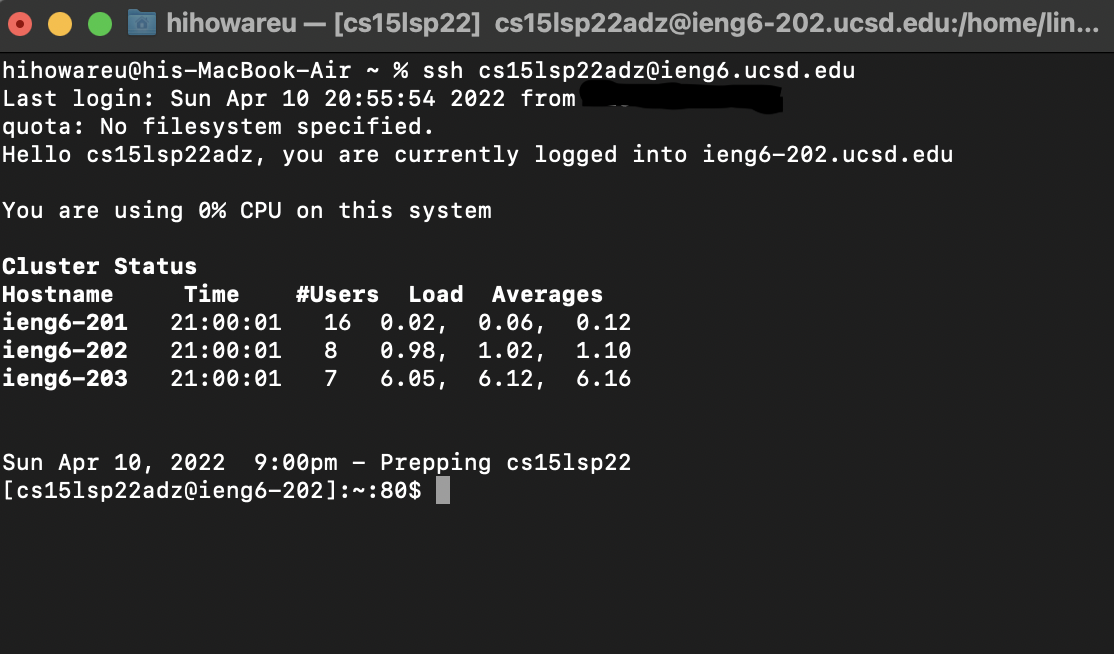 hihowareu — [cs15lsp22] cs15lsp22adz@ieng6-202.ucsd.edu:/home/lin...
hihowareu@his-MacBook-Air ~ % ssh cs15lsp22adz@ieng6.ucsd.edu
Last login: Sun Apr 10 20:55:54 2022 from
quota: No filesystem specified.
Hello cs15lsp22adz, you are currently logged into ieng6-202.ucsd.edu
You are using 0% CPU on this system
Cluster Status
Hostname     Time    #Users  Load  Averages
ieng6-201   21:00:01   16  0.02,  0.06,  0.12
ieng6-202   21:00:01   8   0.98,  1.02,  1.10
ieng6-203   21:00:01   7   6.05,  6.12,  6.16
Sun Apr 10, 2022  9:00pm - Prepping cs15lsp22
[cs15lsp22adz@ieng6-202]:~:80$